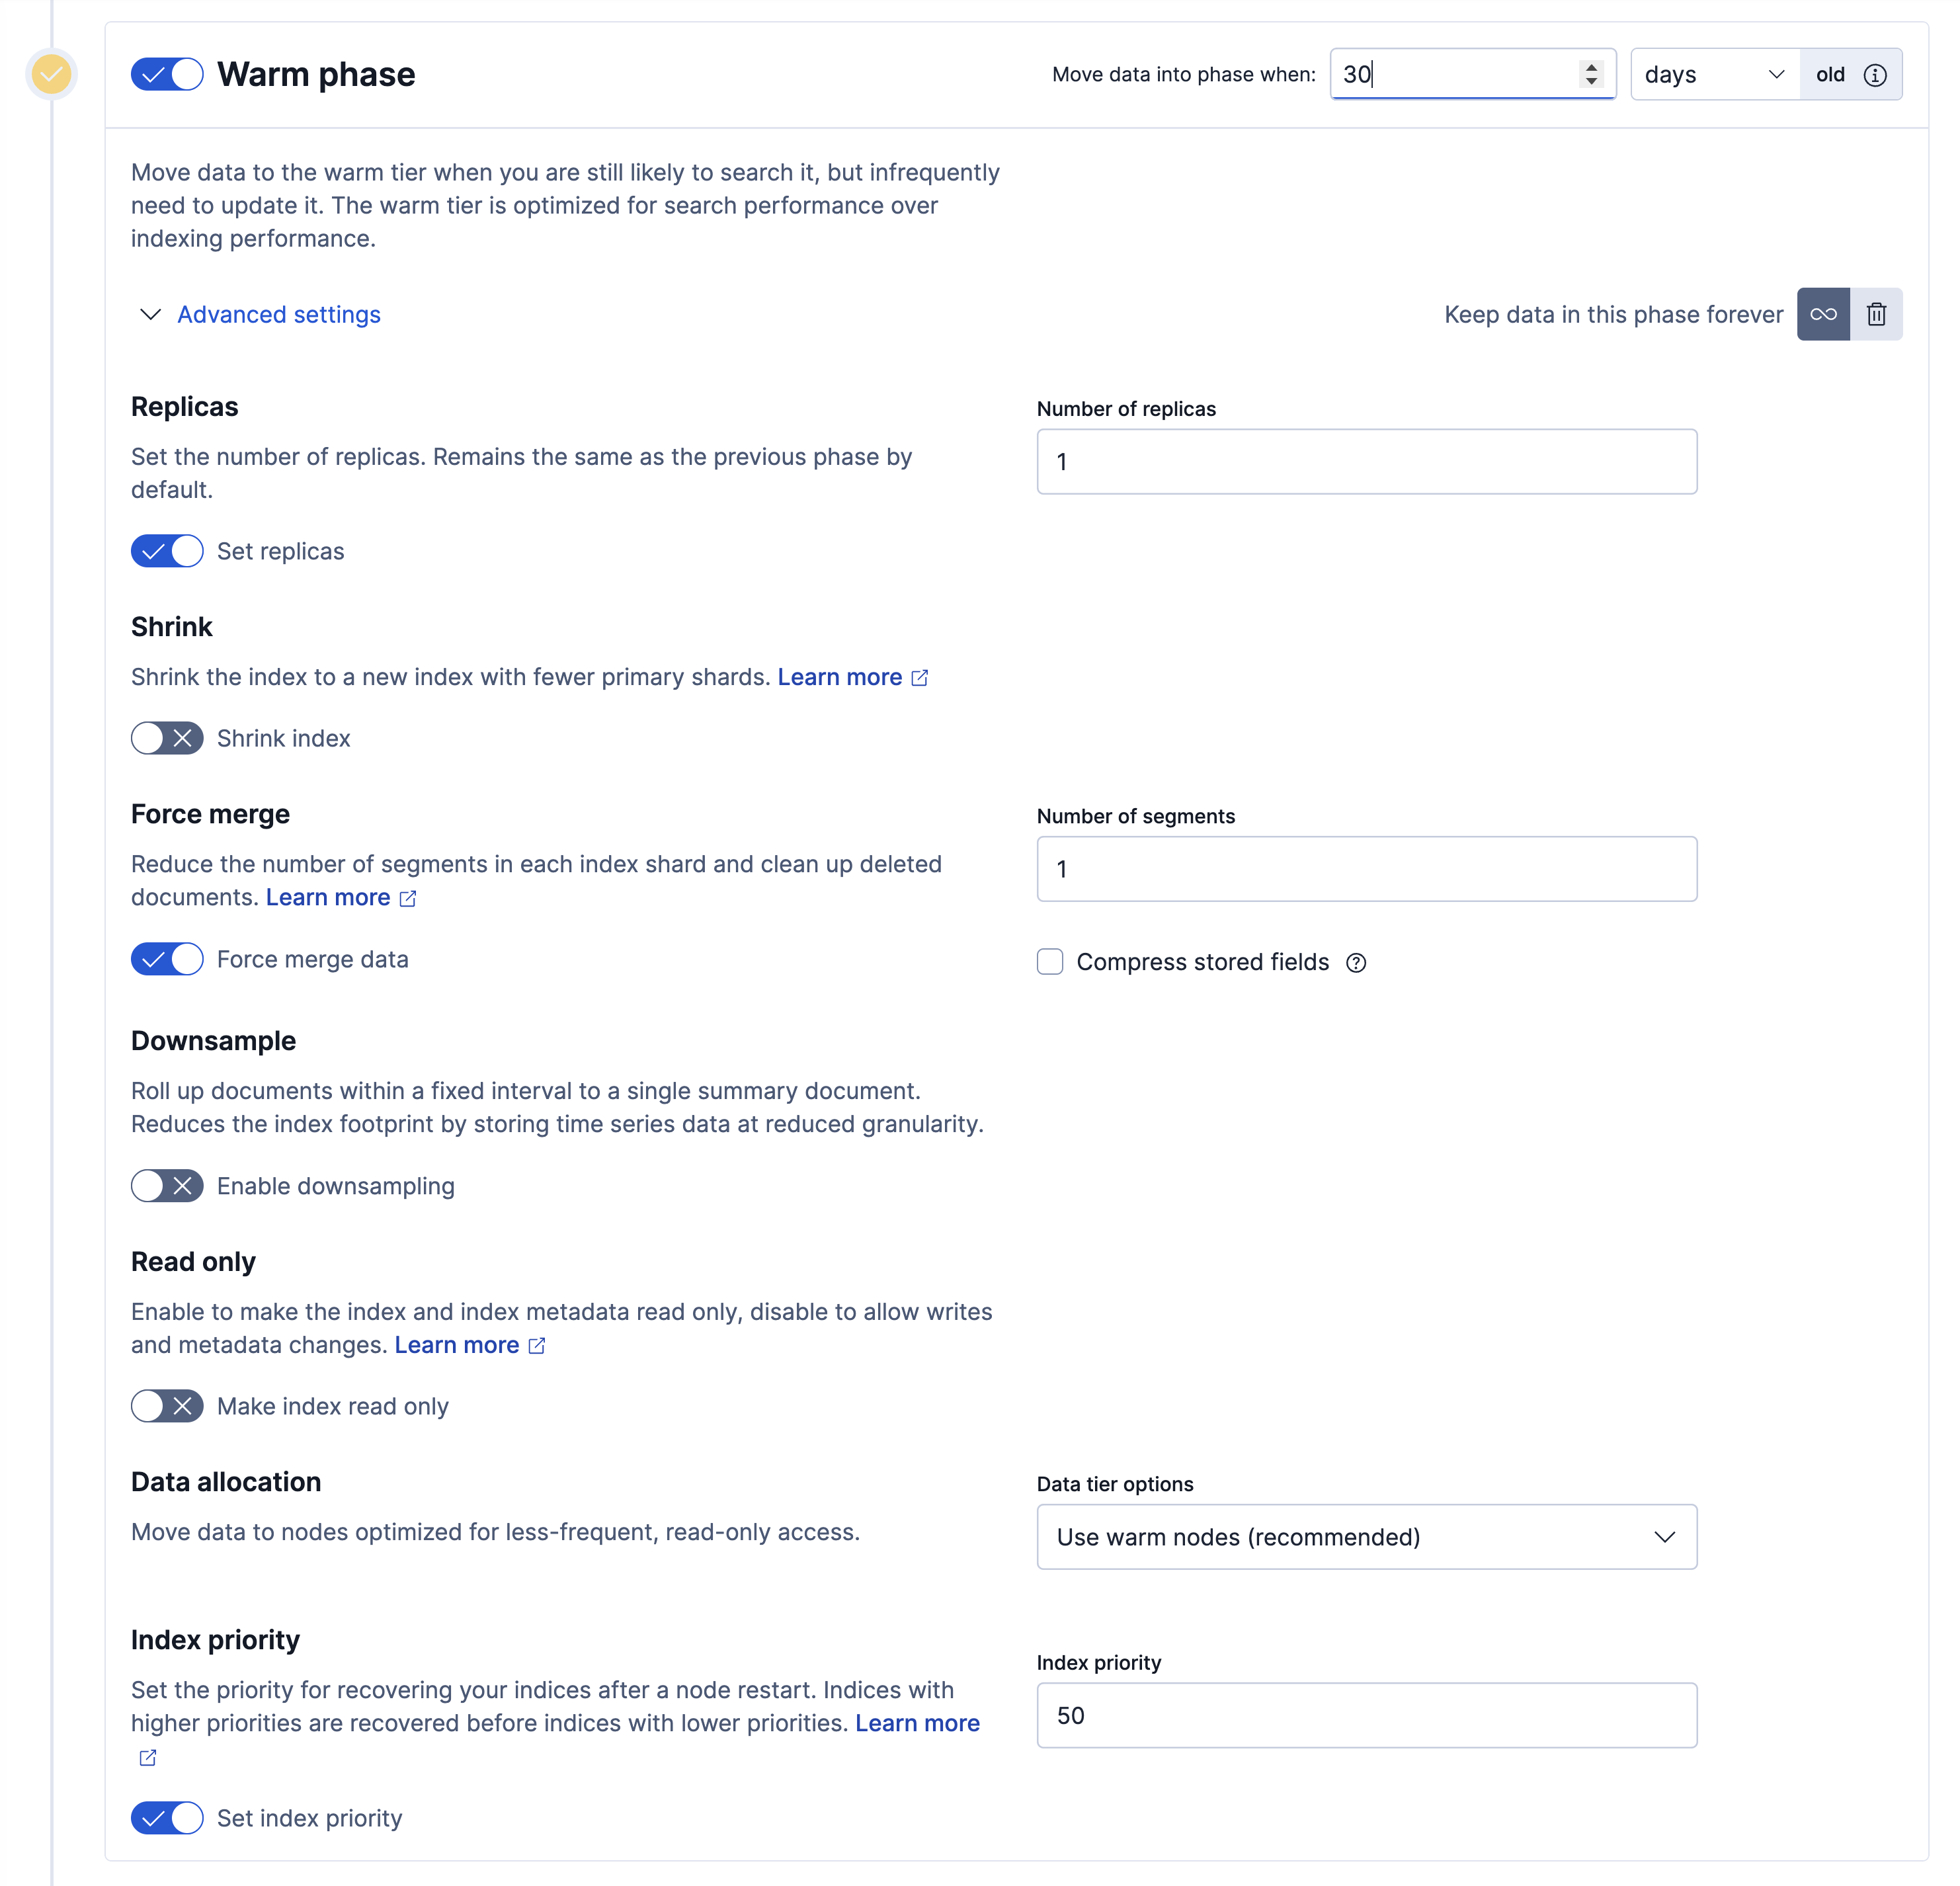 Warm phase
Move data into phase when:
30
days
old
Move data to the warm tier when you are still likely to search it, but infrequently
need to update it. The warm tier is optimized for search performance over
indexing performance.
Advanced settings
Keep data in this phase forever
Replicas
Set the number of replicas. Remains the same as the previous phase by
default.
Set replicas
Number of replicas
1
Shrink
Shrink the index to a new index with fewer primary shards. Learn more
Shrink index
Force merge
Reduce the number of segments in each index shard and clean up deleted
documents. Learn more
Force merge data
Number of segments
1
Compress stored fields
Downsample
Roll up documents within a fixed interval to a single summary document.
Reduces the index footprint by storing time series data at reduced granularity.
Enable downsampling
Read only
Enable to make the index and index metadata read only, disable to allow writes
and metadata changes. Learn more
Make index read only
Data allocation
Move data to nodes optimized for less-frequent, read-only access.
Data tier options
Use warm nodes (recommended)
Index priority
Set the priority for recovering your indices after a node restart. Indices with
higher priorities are recovered before indices with lower priorities. Learn more
Set index priority
Index priority
50